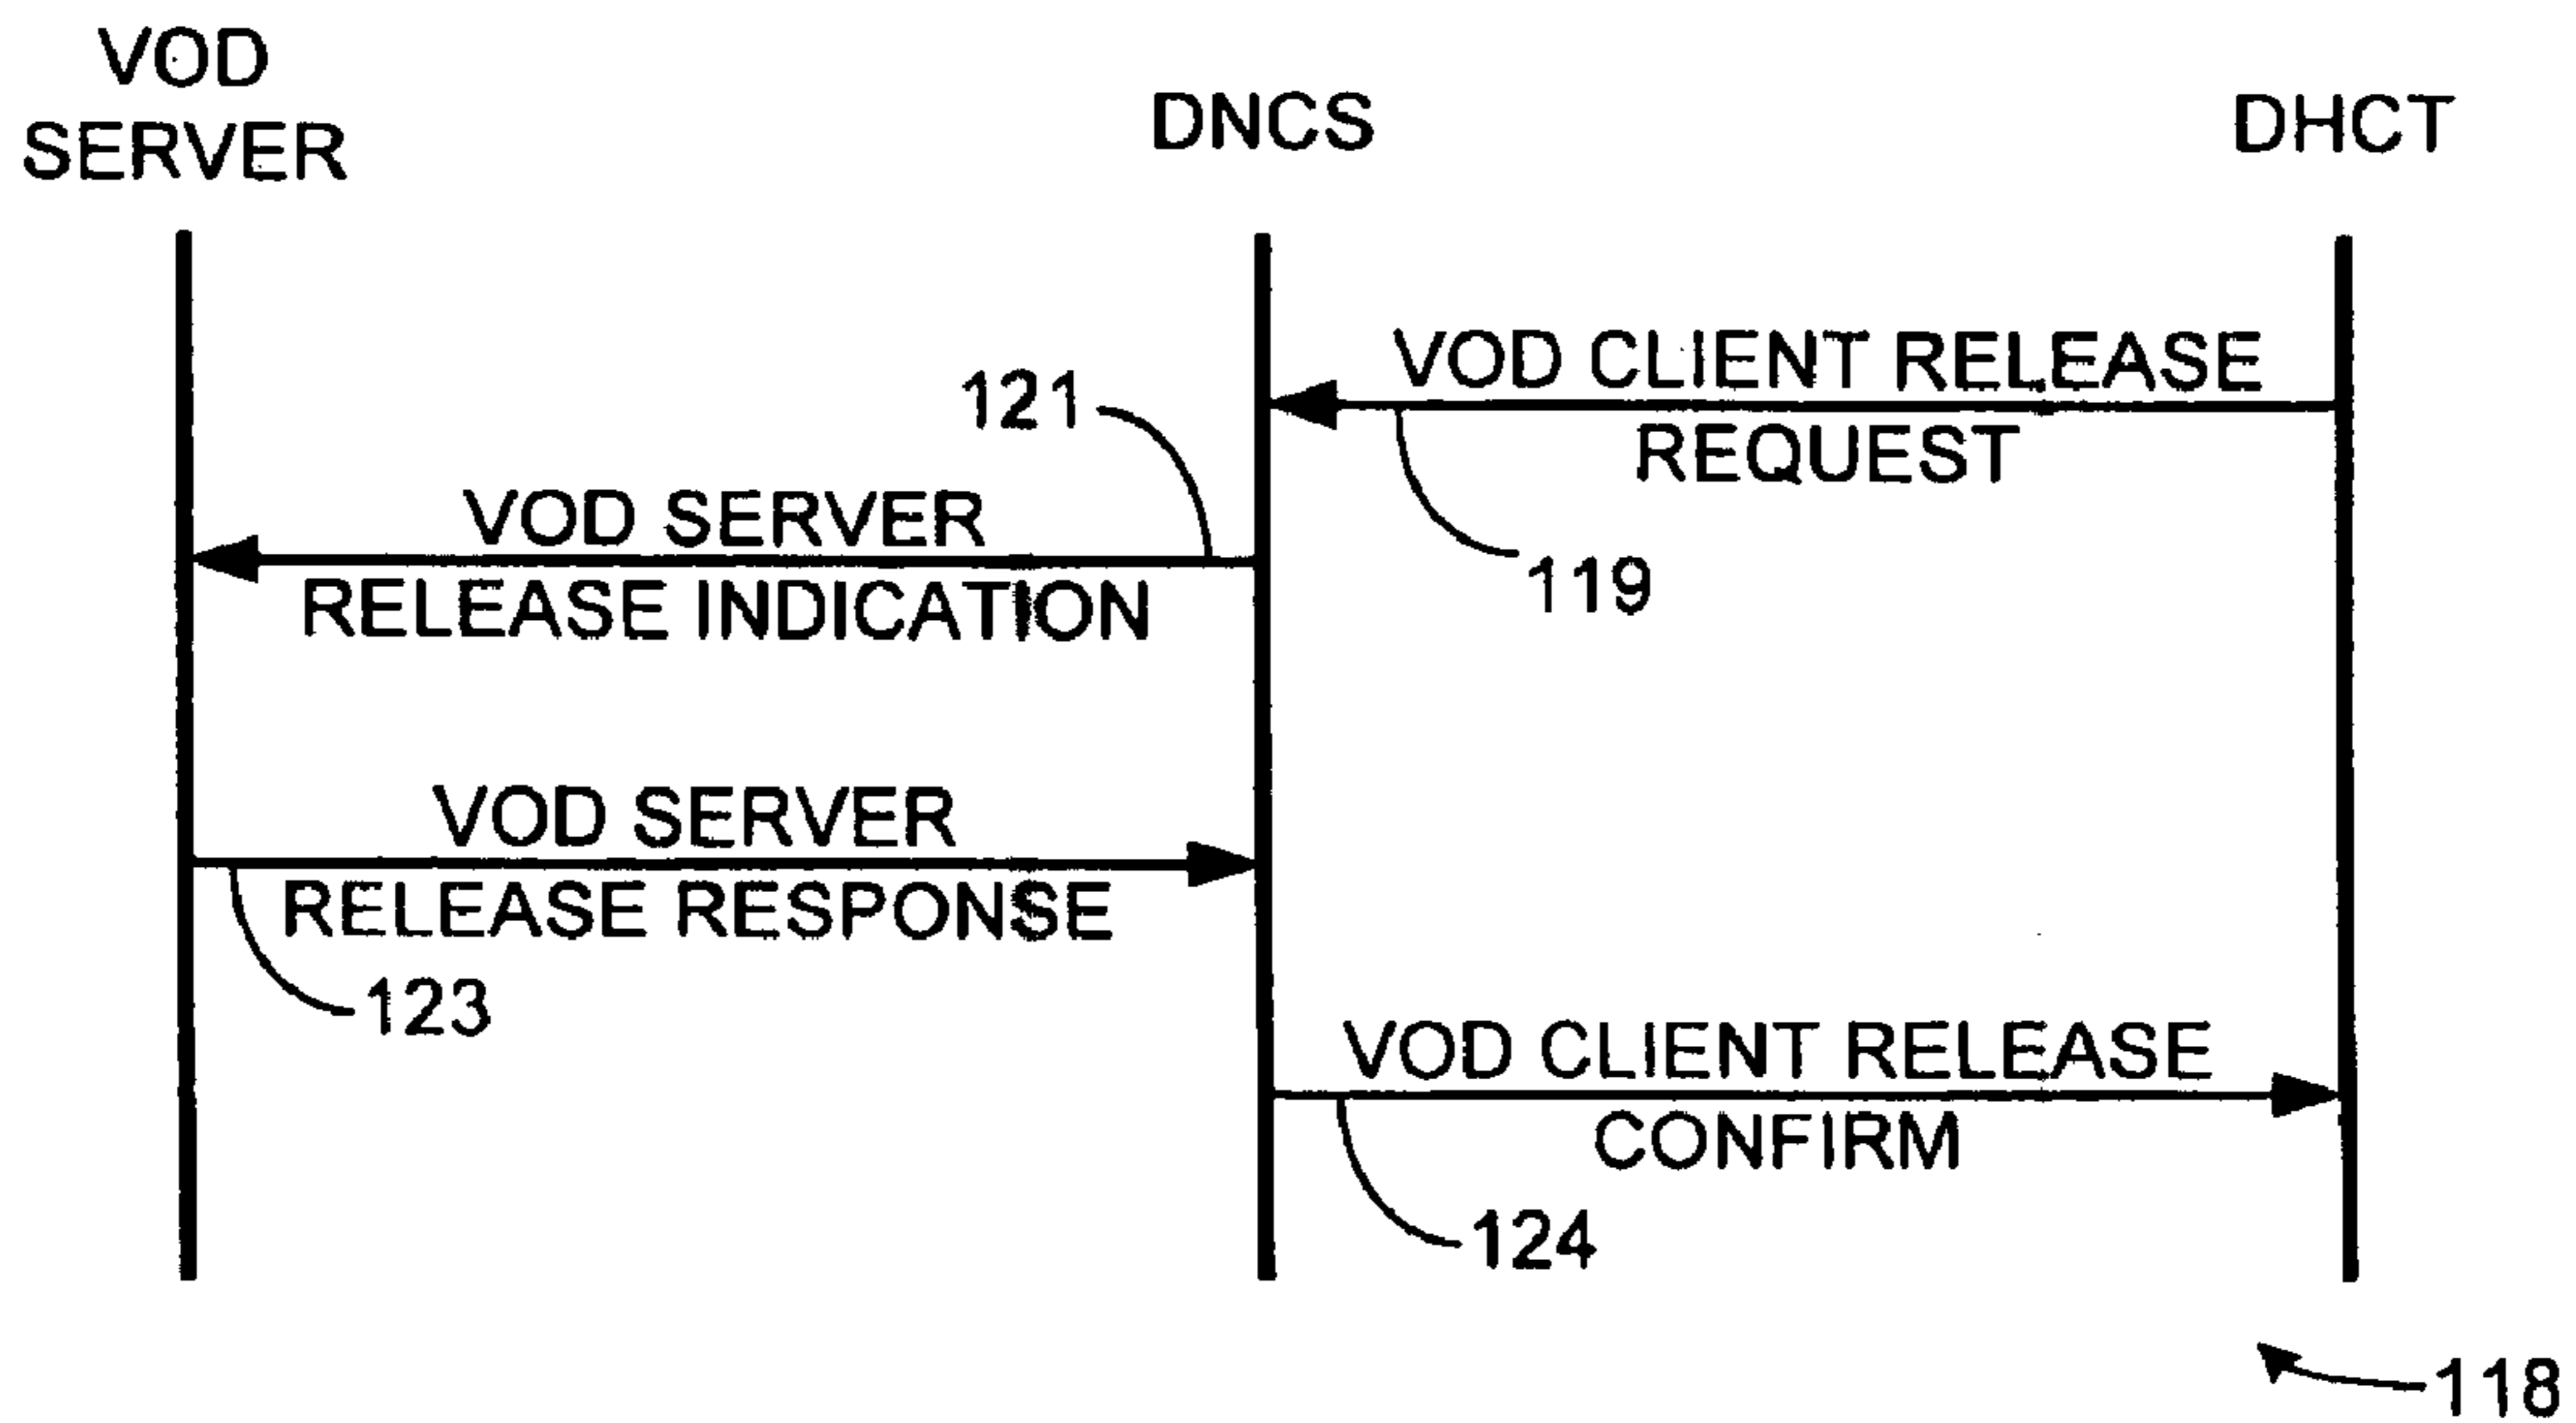 VOD
SERVER
DNCS
DHCT
VOD CLIENT RELEASE
REQUEST
119
121
VOD SERVER
RELEASE INDICATION
VOD SERVER
RELEASE RESPONSE
123
VOD CLIENT RELEASE
CONFIRM
124
118